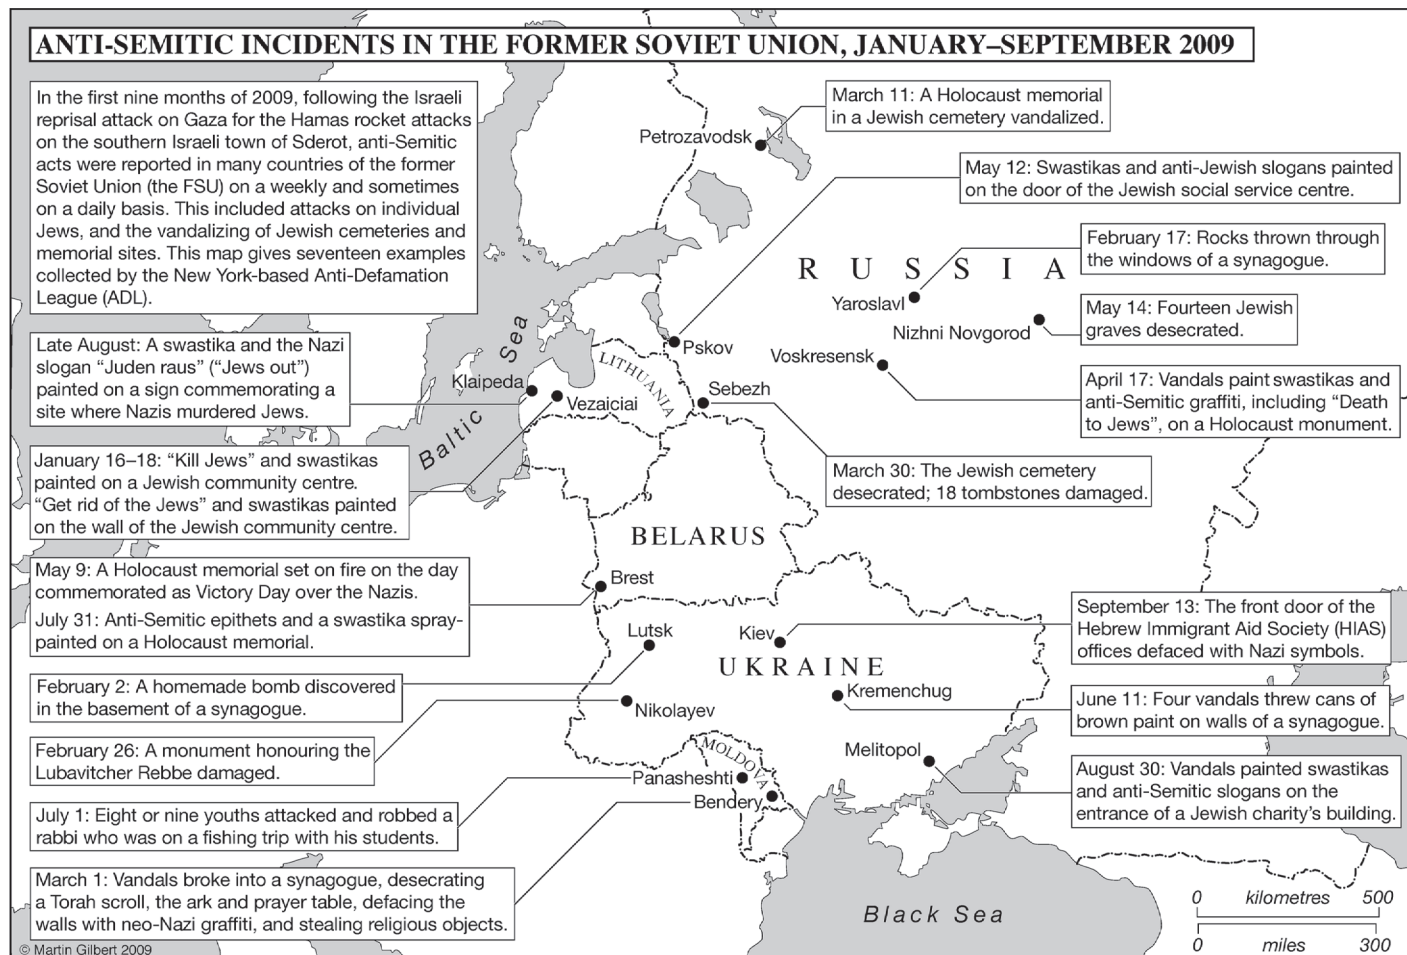 ANTI-SEMITIC INCIDENTS IN THE FORMER SOVIET UNION, JANUARY–SEPTEMBER 2009
In the first nine months of 2009, following the Israeli
reprisal attack on Gaza for the Hamas rocket attacks
on the southern Israeli town of Sderot, anti-Semitic
acts were reported in many countries of the former
Soviet Union (the FSU) on a weekly and sometimes
on a daily basis. This included attacks on individual
Jews, and the vandalizing of Jewish cemeteries and
memorial sites. This map gives seventeen examples
collected by the New York-based Anti-Defamation
League (ADL).
Late August: A swastika and the Nazi
slogan “Juden raus” (“Jews out”)
painted on a sign commemorating a
site where Nazis murdered Jews.
January 16–18: “Kill Jews” and swastikas
painted on a Jewish community centre.
“Get rid of the Jews” and swastikas painted
on the wall of the Jewish community centre.
May 9: A Holocaust memorial set on fire on the day
commemorated as Victory Day over the Nazis.
July 31: Anti-Semitic epithets and a swastika spray-
painted on a Holocaust memorial.
February 2: A homemade bomb discovered
in the basement of a synagogue.
February 26: A monument honouring the
Lubavitcher Rebbe damaged.
July 1: Eight or nine youths attacked and robbed a
rabbi who was on a fishing trip with his students.
March 1: Vandals broke into a synagogue, desecrating
a Torah scroll, the ark and prayer table, defacing the
walls with neo-Nazi graffiti, and stealing religious objects.
© Martin Gilbert 2009
March 11: A Holocaust memorial
in a Jewish cemetery vandalized.
May 12: Swastikas and anti-Jewish slogans painted
on the door of the Jewish social service centre.
February 17: Rocks thrown through
the windows of a synagogue.
May 14: Fourteen Jewish
graves desecrated.
April 17: Vandals paint swastikas and
anti-Semitic graffiti, including “Death
to Jews”, on a Holocaust monument.
March 30: The Jewish cemetery
desecrated; 18 tombstones damaged.
September 13: The front door of the
Hebrew Immigrant Aid Society (HIAS)
offices defaced with Nazi symbols.
June 11: Four vandals threw cans of
brown paint on walls of a synagogue.
August 30: Vandals painted swastikas
and anti-Semitic slogans on the
entrance of a Jewish charity’s building.
Petrozavodsk
RUSSIA
Yaroslavl
Nizhni Novgorod
Voskresensk
Pskov
Sebezh
LITHUANIA
Klaipeda
Vezaiciai
Baltic Sea
BELARUS
Brest
Lutsk
Kiev
UKRAINE
Kremenchug
Nikolayev
Melitopol
MOLDOVA
Panasheshti
Bendery
Black Sea
0 kilometres 500
0 miles 300